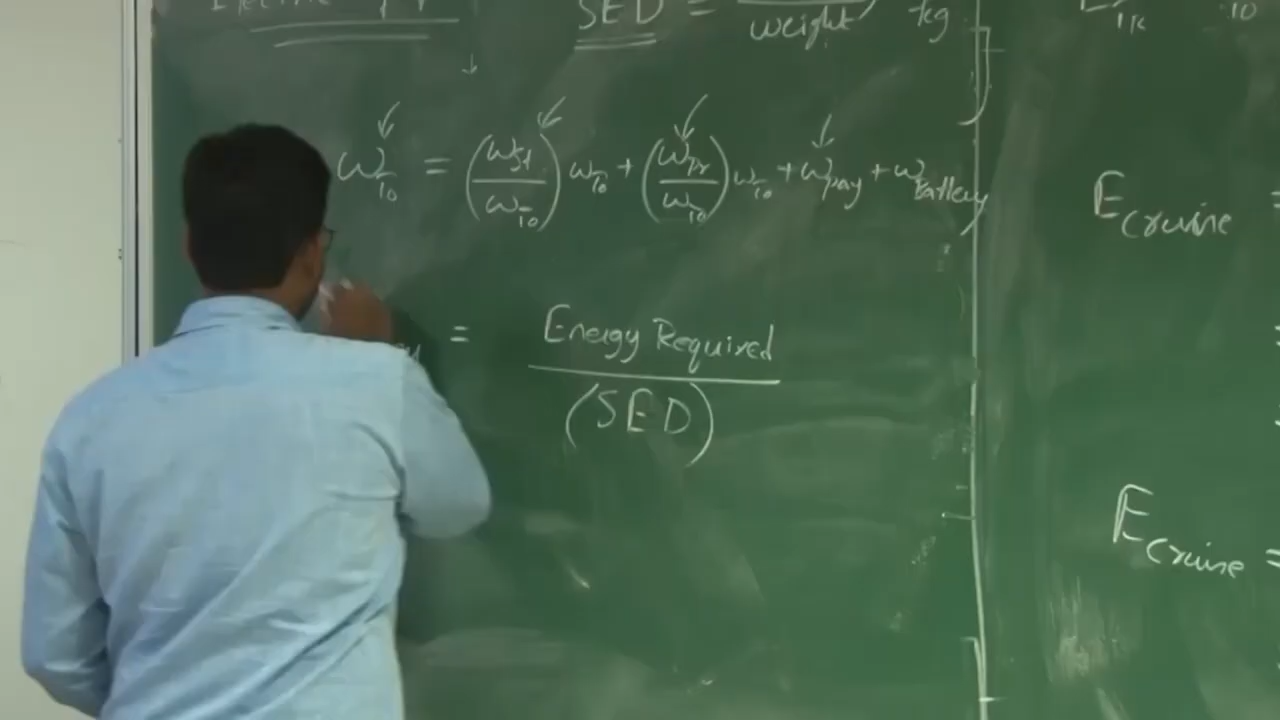 SED = weight kg
W_TO = (W_st / W_TO) W_TO + (W_pr / W_TO) W_TO + W_pay + W_Battery
= Energy Required / (SED)
E_cruise =
E_cruise =